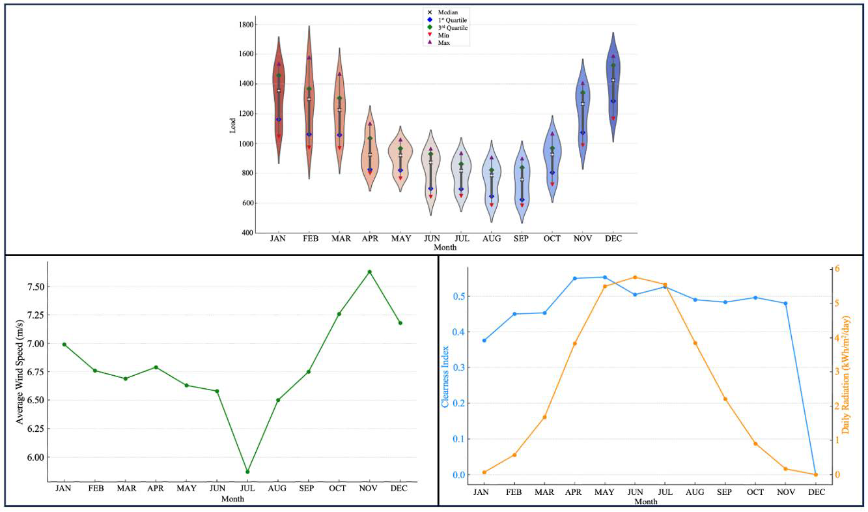 Median
1st Quartile
3rd Quartile
Min
Max
1800
1600
1400
1200
1000
800
600
400
Load
JAN FEB MAR APR MAY JUN JUL AUG SEP OCT NOV DEC
Month
7.50
7.25
7.00
6.75
6.50
6.25
6.00
Average Wind Speed (m/s)
JAN FEB MAR APR MAY JUN JUL AUG SEP OCT NOV DEC
Month
0.5
0.4
0.3
0.2
0.1
0.0
Clearness Index
6
5
4
3
2
1
0
Daily Radiation (kWh/m²/day)
JAN FEB MAR APR MAY JUN JUL AUG SEP OCT NOV DEC
Month